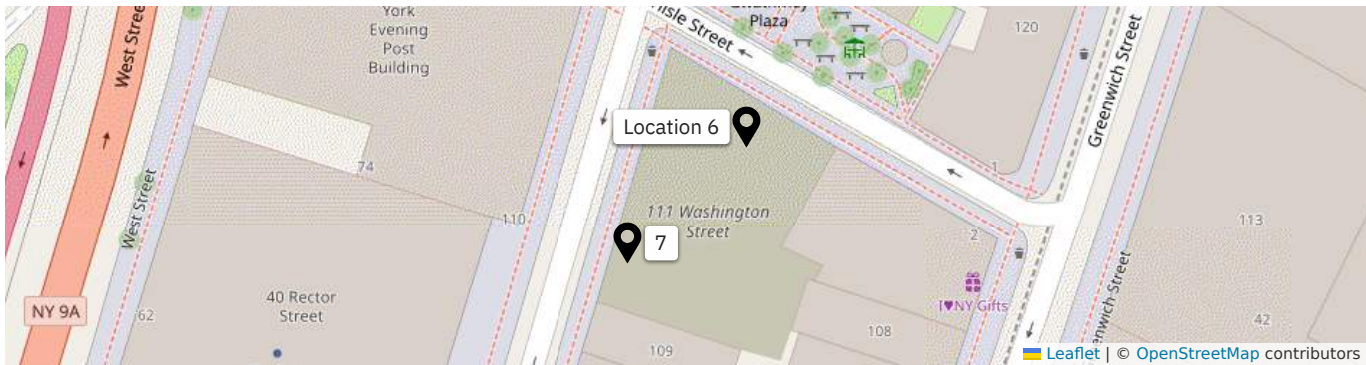 York
Evening
Post
Building
Plaza
120
West Street
Greenwich Street
Location 6
74
1
West Street
111 Washington
Street
110
113
7
2
40 Rector
Street
I♥NY Gifts
NY 9A
62
108
42
109
Leaflet | © OpenStreetMap contributors